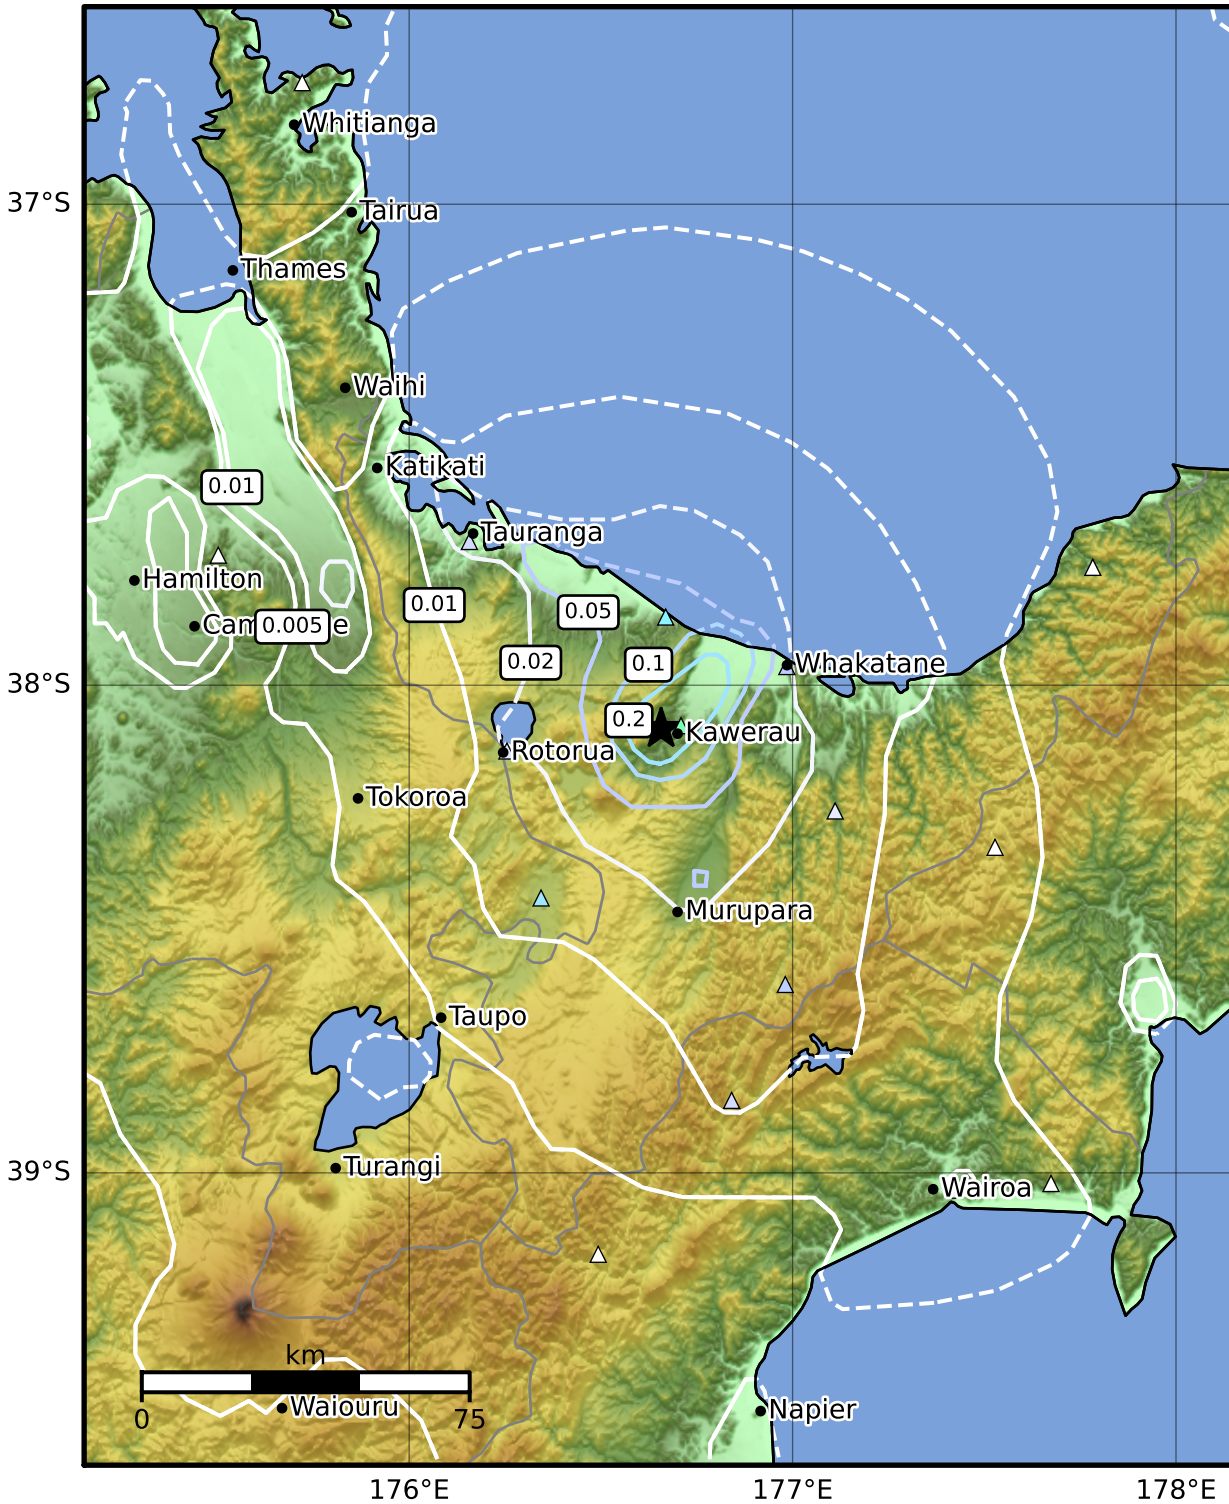 Whitianga
37°S
Tairua
Thames
Waihi
Katikati
0.01
Tauranga
Hamilton
0.01
0.05
Cam
0.005
e
0.02
0.1
Whakatane
38°S
0.2
Kawerau
Rotorua
Tokoroa
Murupara
Taupo
Turangi
39°S
Wairoa
km
0
75
Waiouru
Napier
176°E
177°E
178°E